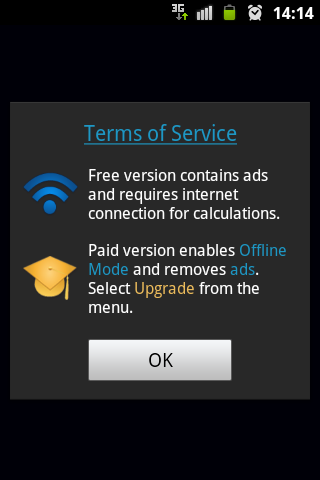 3G
14:14
Terms of Service
Free version contains ads
and requires internet
connection for calculations.
Paid version enables Offline
Mode and removes ads.
Select Upgrade from the
menu.
OK